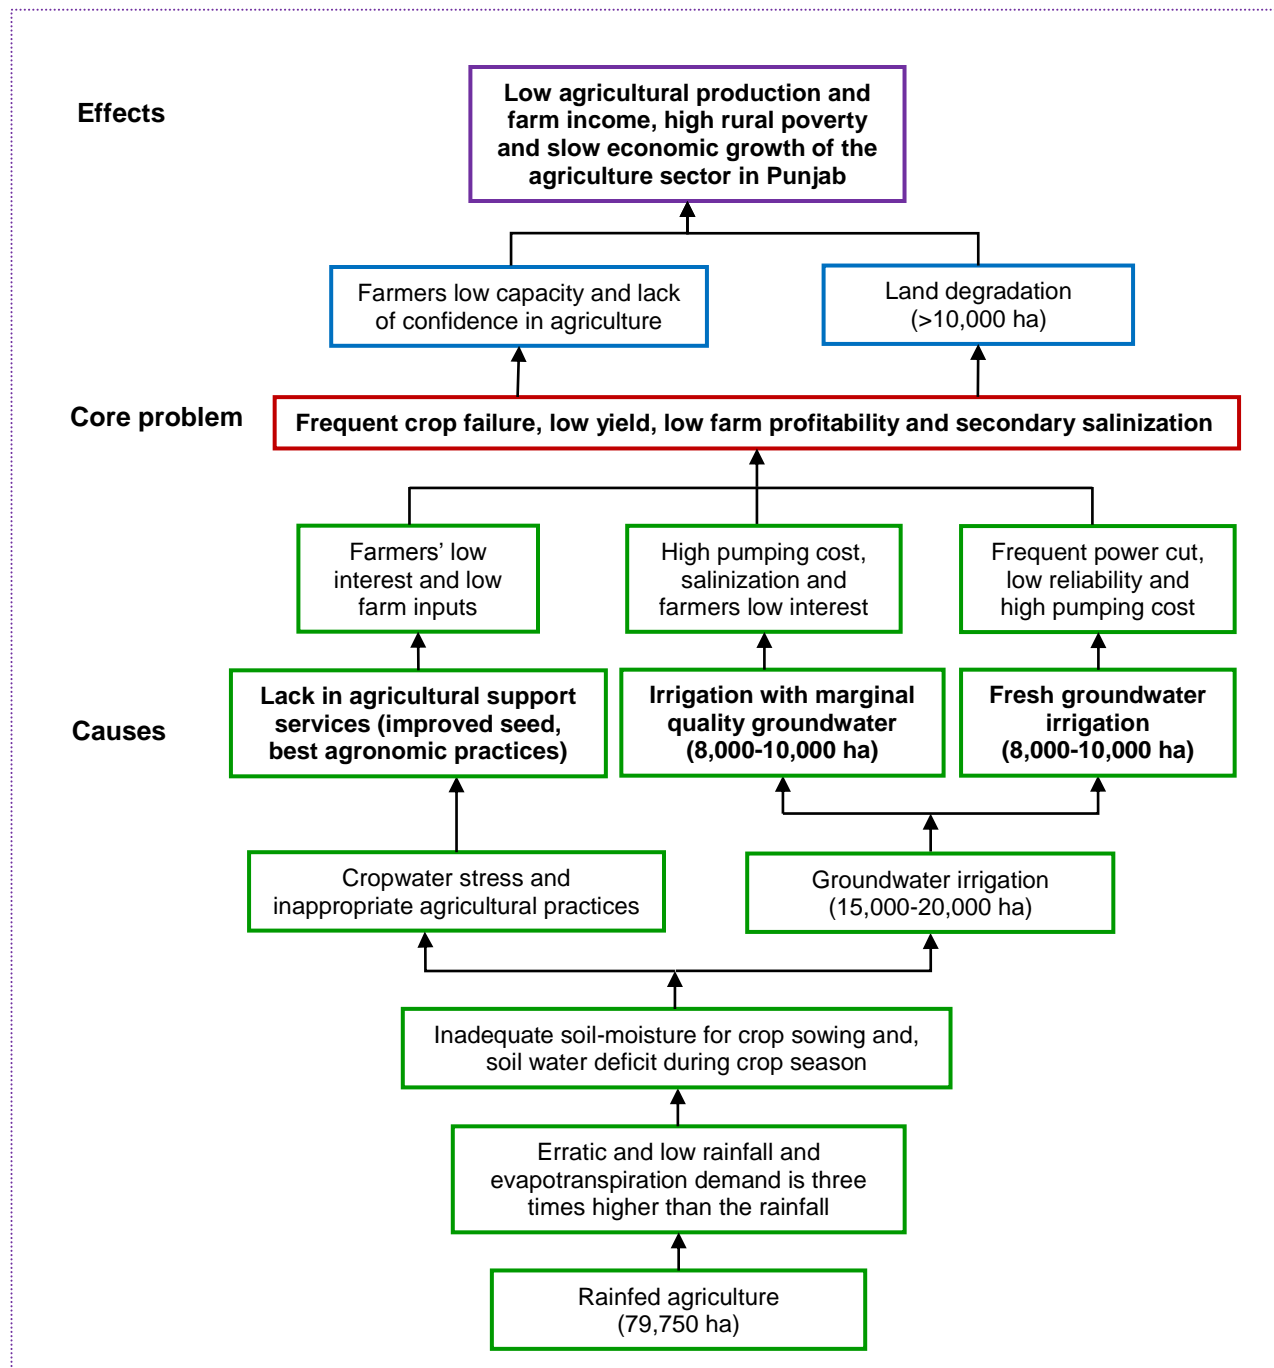 Effects
Low agricultural production and
farm income, high rural poverty
and slow economic growth of the
agriculture sector in Punjab
Farmers low capacity and lack
of confidence in agriculture
Land degradation
(>10,000 ha)
Core problem
Frequent crop failure, low yield, low farm profitability and secondary salinization
Farmers’ low
interest and low
farm inputs
High pumping cost,
salinization and
farmers low interest
Frequent power cut,
low reliability and
high pumping cost
Causes
Lack in agricultural support
services (improved seed,
best agronomic practices)
Irrigation with marginal
quality groundwater
(8,000-10,000 ha)
Fresh groundwater
irrigation
(8,000-10,000 ha)
Cropwater stress and
inappropriate agricultural practices
Groundwater irrigation
(15,000-20,000 ha)
Inadequate soil-moisture for crop sowing and,
soil water deficit during crop season
Erratic and low rainfall and
evapotranspiration demand is three
times higher than the rainfall
Rainfed agriculture
(79,750 ha)